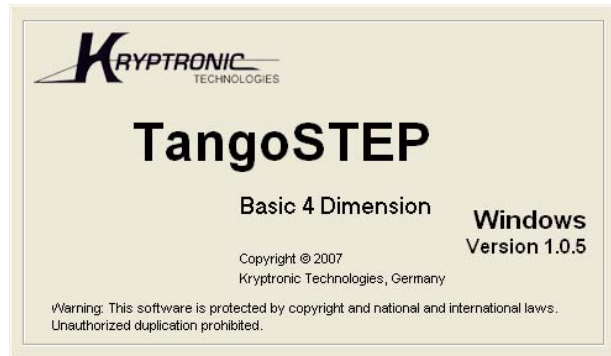 KRYPTRONIC
TECHNOLOGIES
TangoSTEP
Basic 4 Dimension
Windows
Version 1.0.5
Copyright © 2007
Kryptronic Technologies, Germany
Warning: This software is protected by copyright and national and international laws.
Unauthorized duplication prohibited.